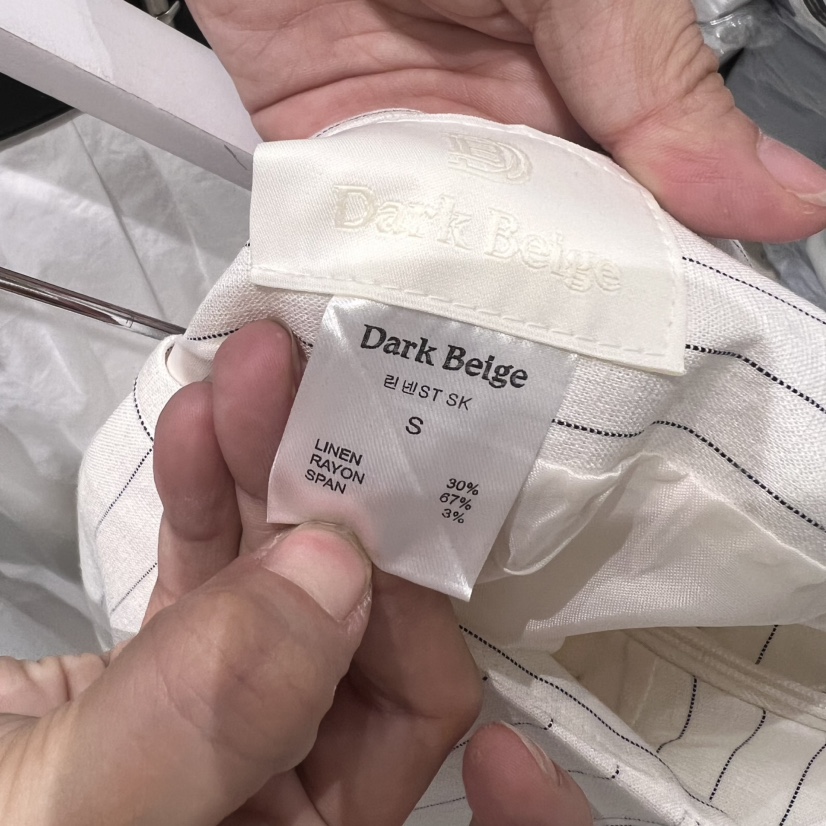 Dark Beige
Dark Beige
린넨ST SK
S
LINEN 30%
RAYON 67%
SPAN 3%